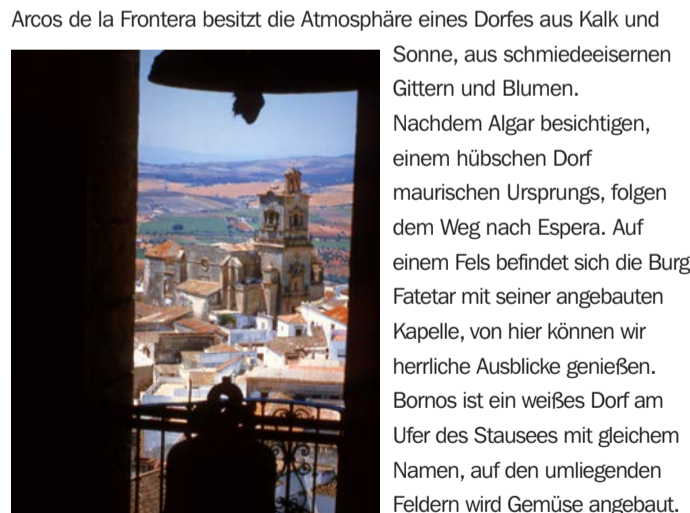 Arcos de la Frontera besitzt die Atmosphäre eines Dorfes aus Kalk und
Sonne, aus schmiedeeisernen
Gittern und Blumen.
Nachdem Algar besichtigen,
einem hübschen Dorf
maurischen Ursprungs, folgen
dem Weg nach Espera. Auf
einem Fels befindet sich die Burg
Fatetar mit seiner angebauten
Kapelle, von hier können wir
herrliche Ausblicke genießen.
Bornos ist ein weißes Dorf am
Ufer des Stausees mit gleichem
Namen, auf den umliegenden
Feldern wird Gemüse angebaut.